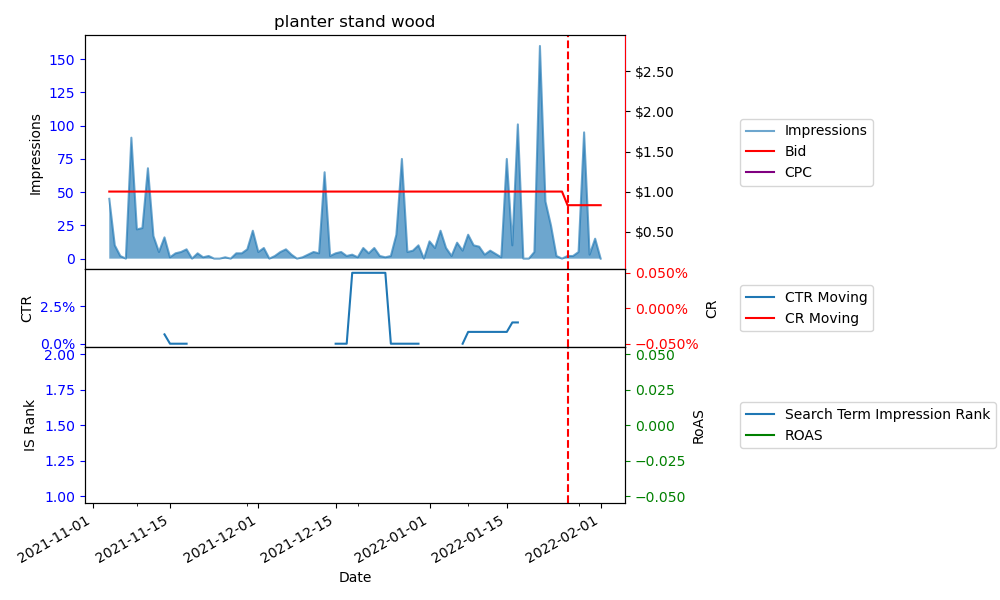 planter stand wood
Impressions
150
125
100
75
50
25
0
$2.50
$2.00
$1.50
$1.00
$0.50
Impressions
Bid
CPC
CTR
2.5%
0.0%
0.050%
0.000%
−0.050%
CR
CTR Moving
CR Moving
IS Rank
2.00
1.75
1.50
1.25
1.00
0.050
0.025
0.000
−0.025
−0.050
RoAS
Search Term Impression Rank
ROAS
2021-11-01
2021-11-15
2021-12-01
2021-12-15
2022-01-01
2022-01-15
2022-02-01
Date